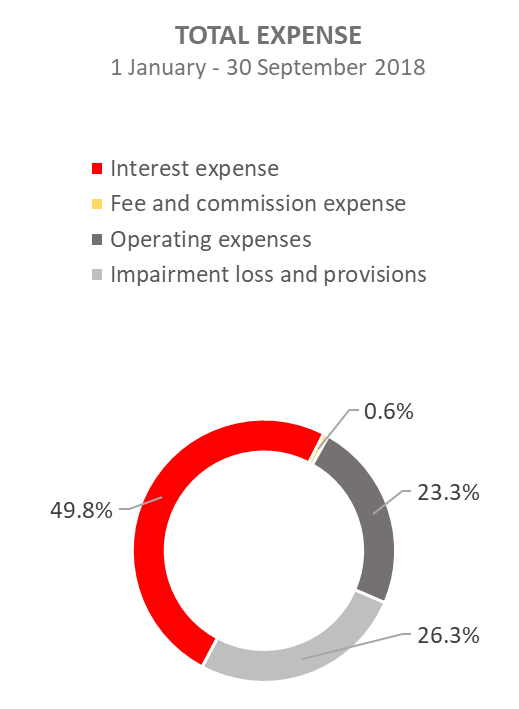 TOTAL EXPENSE
1 January - 30 September 2018
Interest expense
Fee and commission expense
Operating expenses
Impairment loss and provisions
0.6%
23.3%
49.8%
26.3%